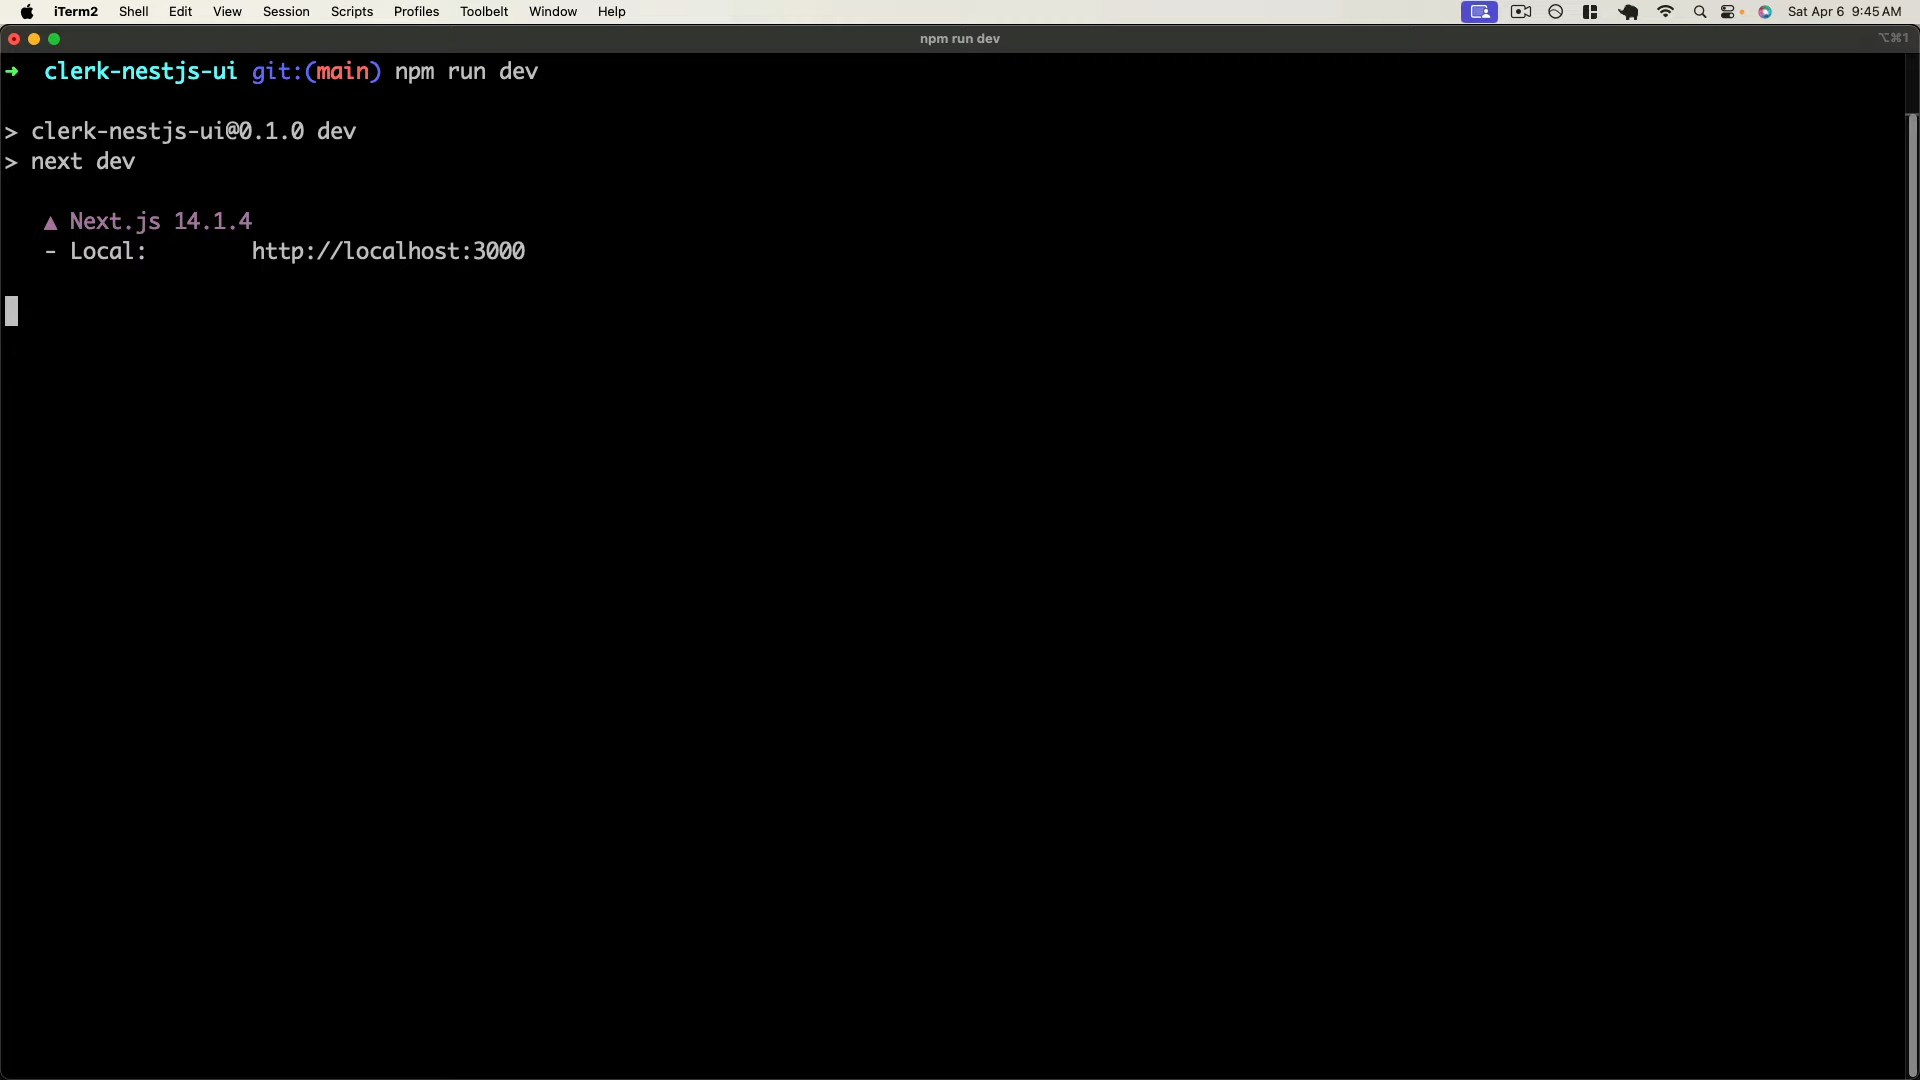 iTerm2 Shell Edit View Session Scripts Profiles Toolbelt Window Help Sat Apr 6 9:45 AM
npm run dev ⌥⌘1
➜ clerk-nestjs-ui git:(main) npm run dev
> clerk-nestjs-ui@0.1.0 dev
> next dev
▲ Next.js 14.1.4
- Local: http://localhost:3000